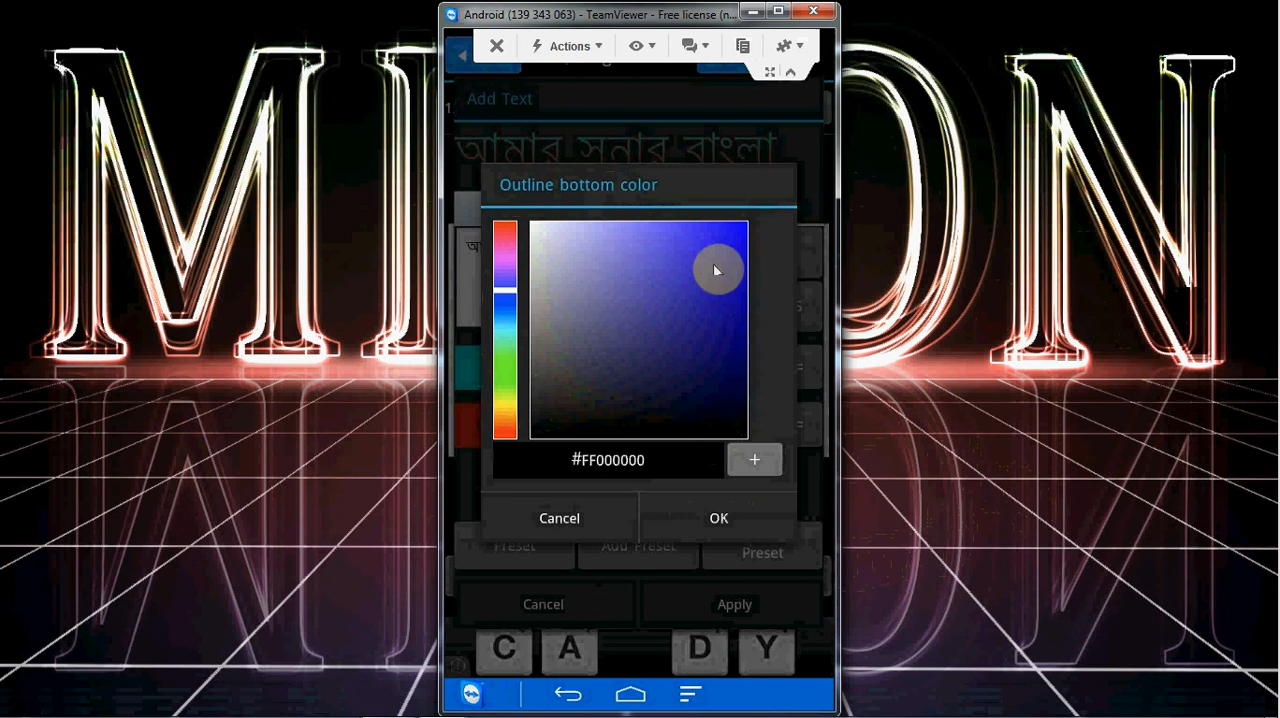 Android (139 343 063) - TeamViewer - Free license (n...
Actions
Add Text
আমার সনার বাংলা
Outline bottom color
#FF000000
+
Cancel OK
Preset Add Preset Preset
Cancel Apply
C A D Y